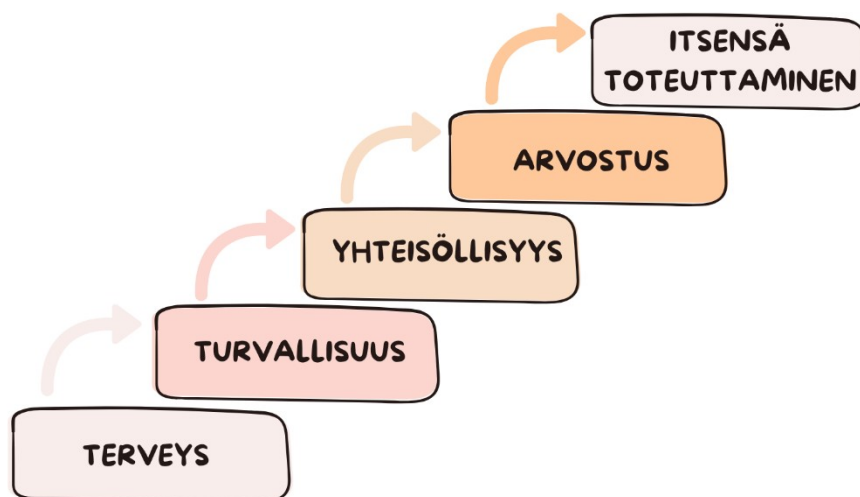 ITSENSÄ
TOTEUTTAMINEN
ARVOSTUS
YHTEISÖLLISYYS
TURVALLISUUS
TERVEYS